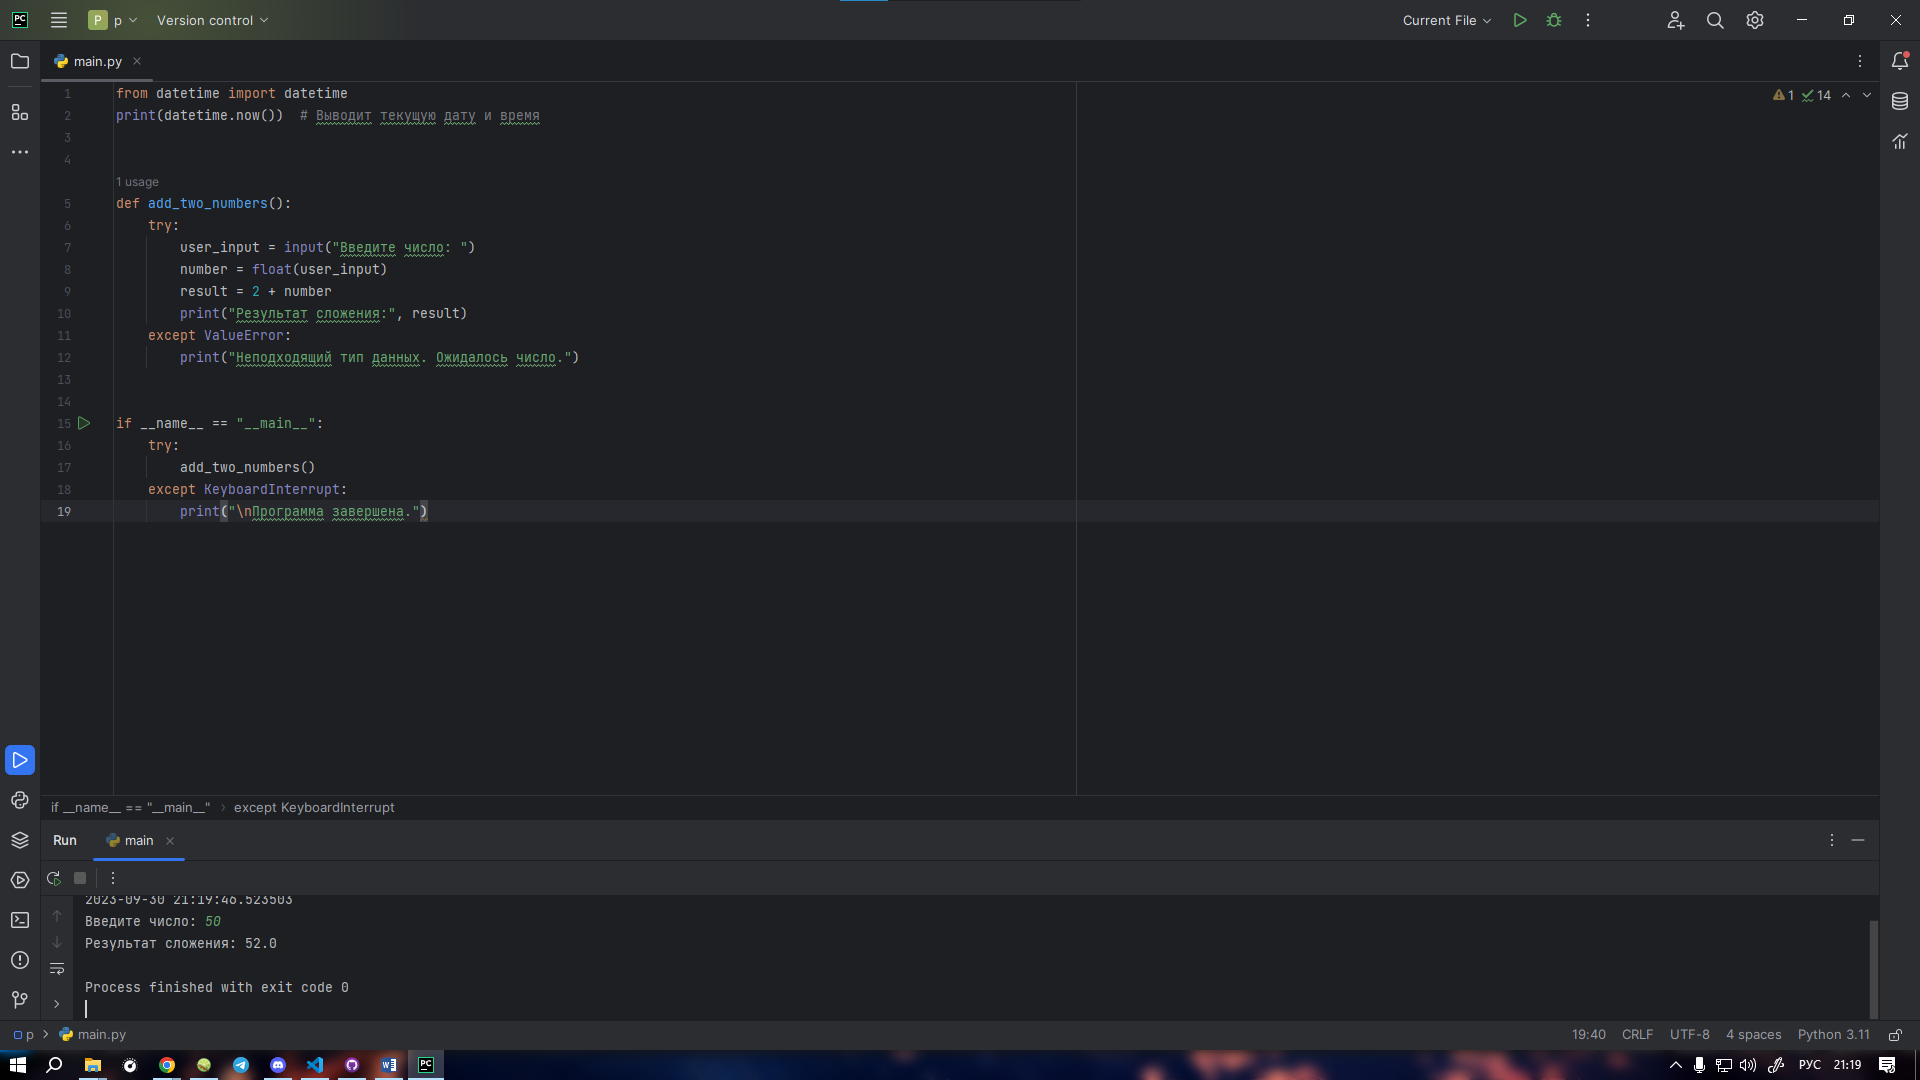 PC P p Version control Current File
main.py
1 from datetime import datetime 1 14
2 print(datetime.now())  # Выводит текущую дату и время
3
4
1 usage
5 def add_two_numbers():
6     try:
7         user_input = input("Введите число: ")
8         number = float(user_input)
9         result = 2 + number
10         print("Результат сложения:", result)
11     except ValueError:
12         print("Неподходящий тип данных. Ожидалось число.")
13
14
15 if __name__ == "__main__":
16     try:
17         add_two_numbers()
18     except KeyboardInterrupt:
19         print("\nПрограмма завершена.")
if __name__ == "__main__" › except KeyboardInterrupt
Run main
2023-09-30 21:19:46.523503
Введите число: 50
Результат сложения: 52.0
Process finished with exit code 0
p › main.py 19:40 CRLF UTF-8 4 spaces Python 3.11
PC РУС 21:19